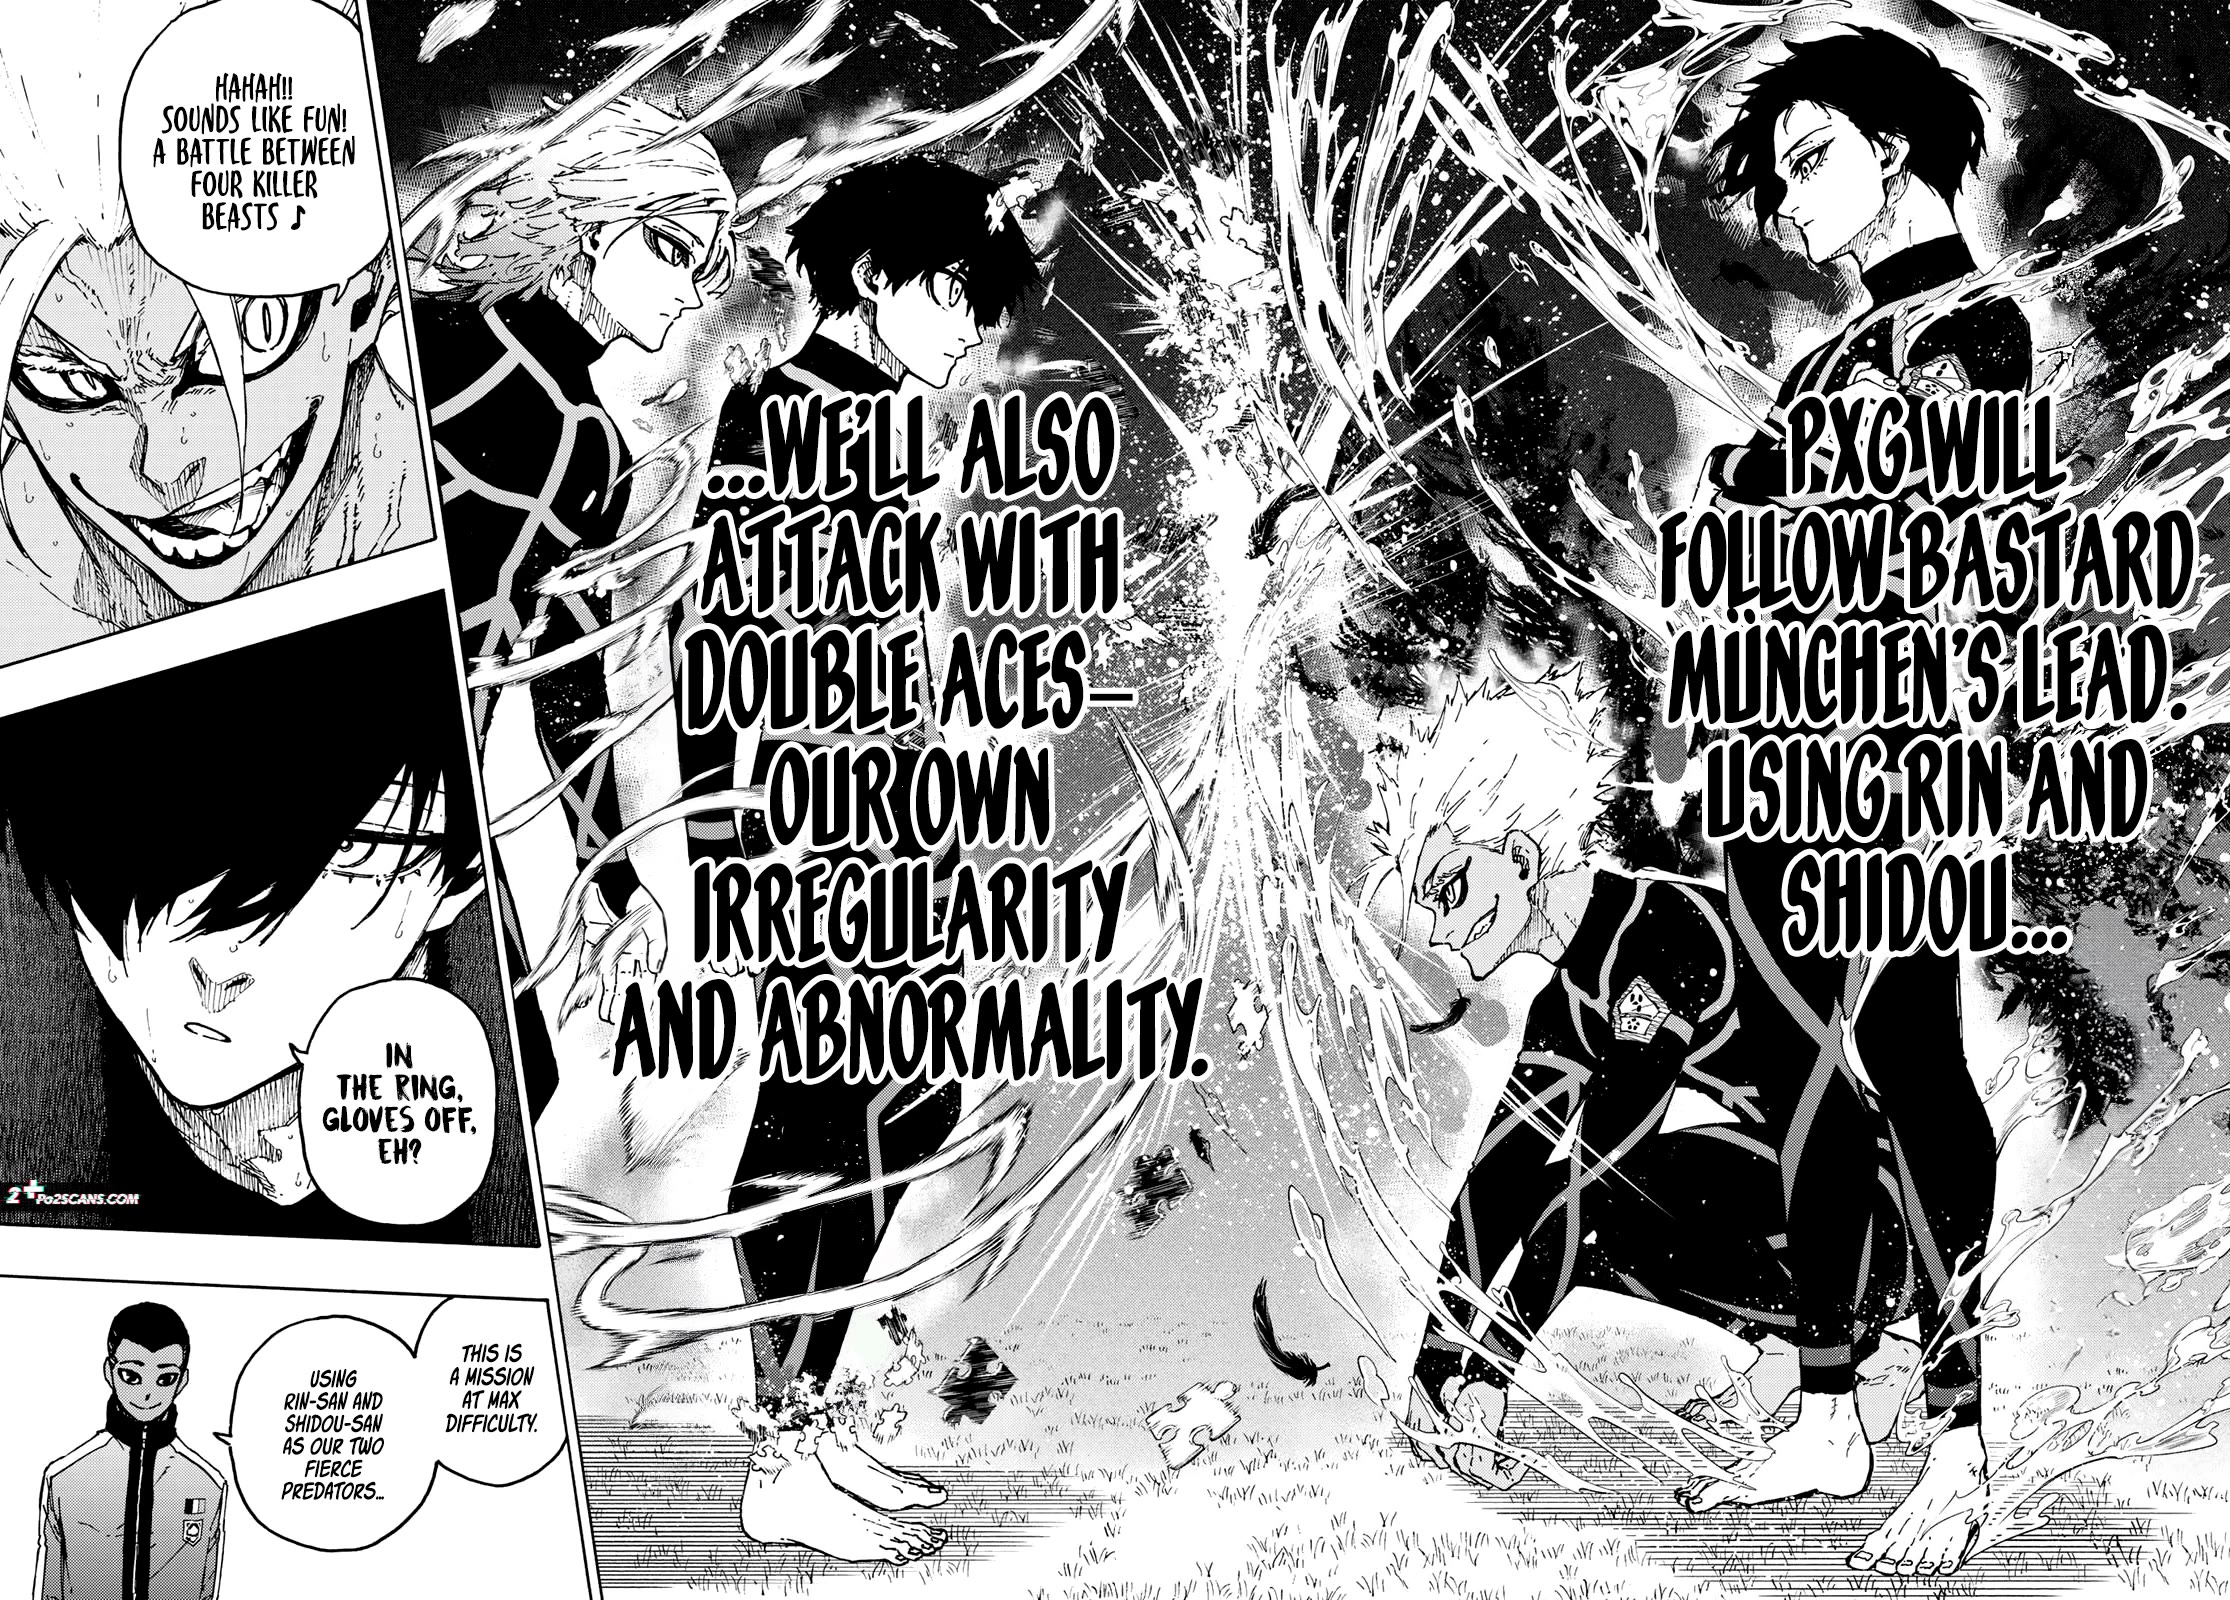 PXG WILL
FOLLOW BASTARD
MÜNCHEN'S LEAD.
USING RIN AND
SHIDOU...
...WE'LL ALSO
ATTACK WITH
DOUBLE ACES—
OUR OWN
IRREGULARITY
AND ABNORMALITY.
HAHAH!!
SOUNDS LIKE FUN!
A BATTLE BETWEEN
FOUR KILLER
BEASTS ♪
IN
THE RING,
GLOVES OFF,
EH?
THIS IS
A MISSION
AT MAX
DIFFICULTY.
USING
RIN-SAN AND
SHIDOU-SAN
AS OUR TWO
FIERCE
PREDATORS...
2+ Po2SCANS.COM